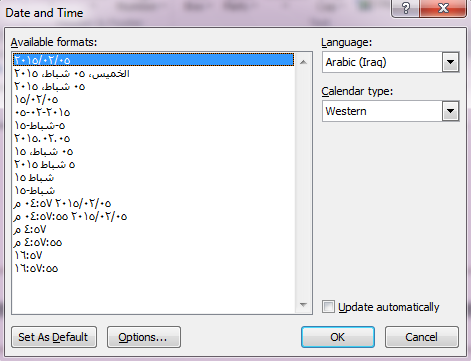 Date and Time
Available formats:
٢٠١٥/٠٢/٠٥
الخميس، ٠٥ شباط، ٢٠١٥
٠٥ شباط، ٢٠١٥
١٥/٠٢/٠٥
٠٥-٠٢-٢٠١٥
٥-شباط-١٥
٢٠١٥.٠٢.٠٥
٠٥ شباط، ١٥
٥ شباط ٢٠١٥
شباط ١٥
شباط-١٥
٢٠١٥/٠٢/٠٥ ٠٤:٥٧ م
٢٠١٥/٠٢/٠٥ ٠٤:٥٧:٥٥ م
٤:٥٧ م
٤:٥٧:٥٥ م
١٦:٥٧
١٦:٥٧:٥٥
Language:
Arabic (Iraq)
Calendar type:
Western
Update automatically
Set As Default
Options...
OK
Cancel